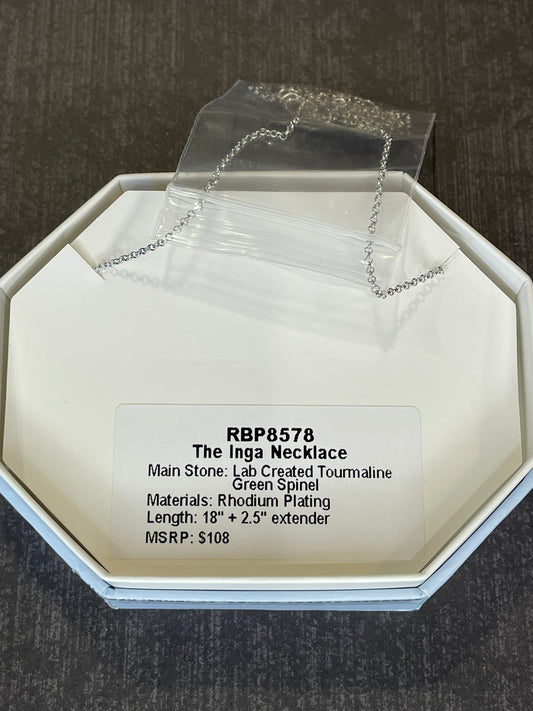 RBP8578
The Inga Necklace
Main Stone: Lab Created Tourmaline
Green Spinel
Materials: Rhodium Plating
Length: 18" + 2.5" extender
MSRP: $108